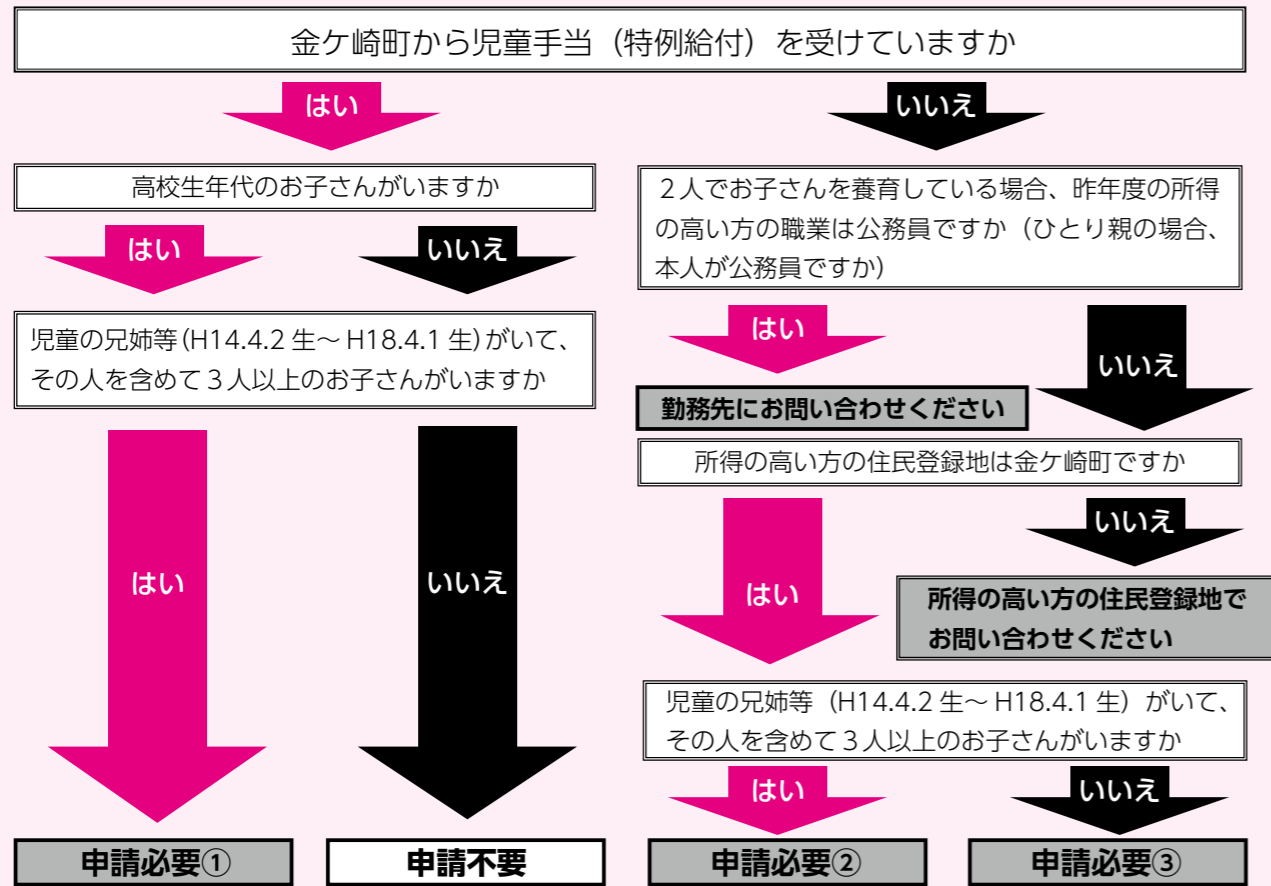 金ケ崎町から児童手当（特例給付）を受けていますか
はい
いいえ
高校生年代のお子さんがいますか
はい
いいえ
児童の兄姉等（H14.4.2 生～ H18.4.1 生）がいて、
その人を含めて３人以上のお子さんがいますか
はい
いいえ
申請必要①
申請不要
２人でお子さんを養育している場合、昨年度の所得
の高い方の職業は公務員ですか（ひとり親の場合、
本人が公務員ですか）
はい
いいえ
勤務先にお問い合わせください
所得の高い方の住民登録地は金ケ崎町ですか
はい
いいえ
所得の高い方の住民登録地で
お問い合わせください
児童の兄姉等（H14.4.2 生～ H18.4.1 生）がいて、
その人を含めて３人以上のお子さんがいますか
はい
いいえ
申請必要②
申請必要③